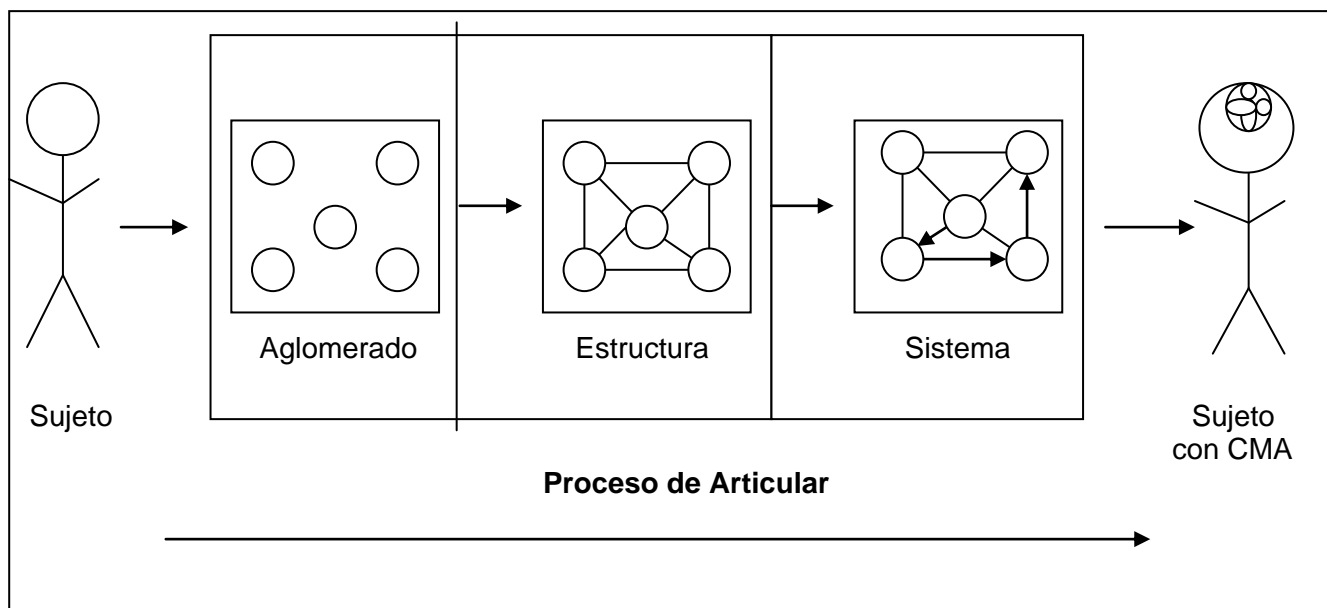 Aglomerado
Estructura
Sistema
Sujeto
Sujeto
con CMA
Proceso de Articular